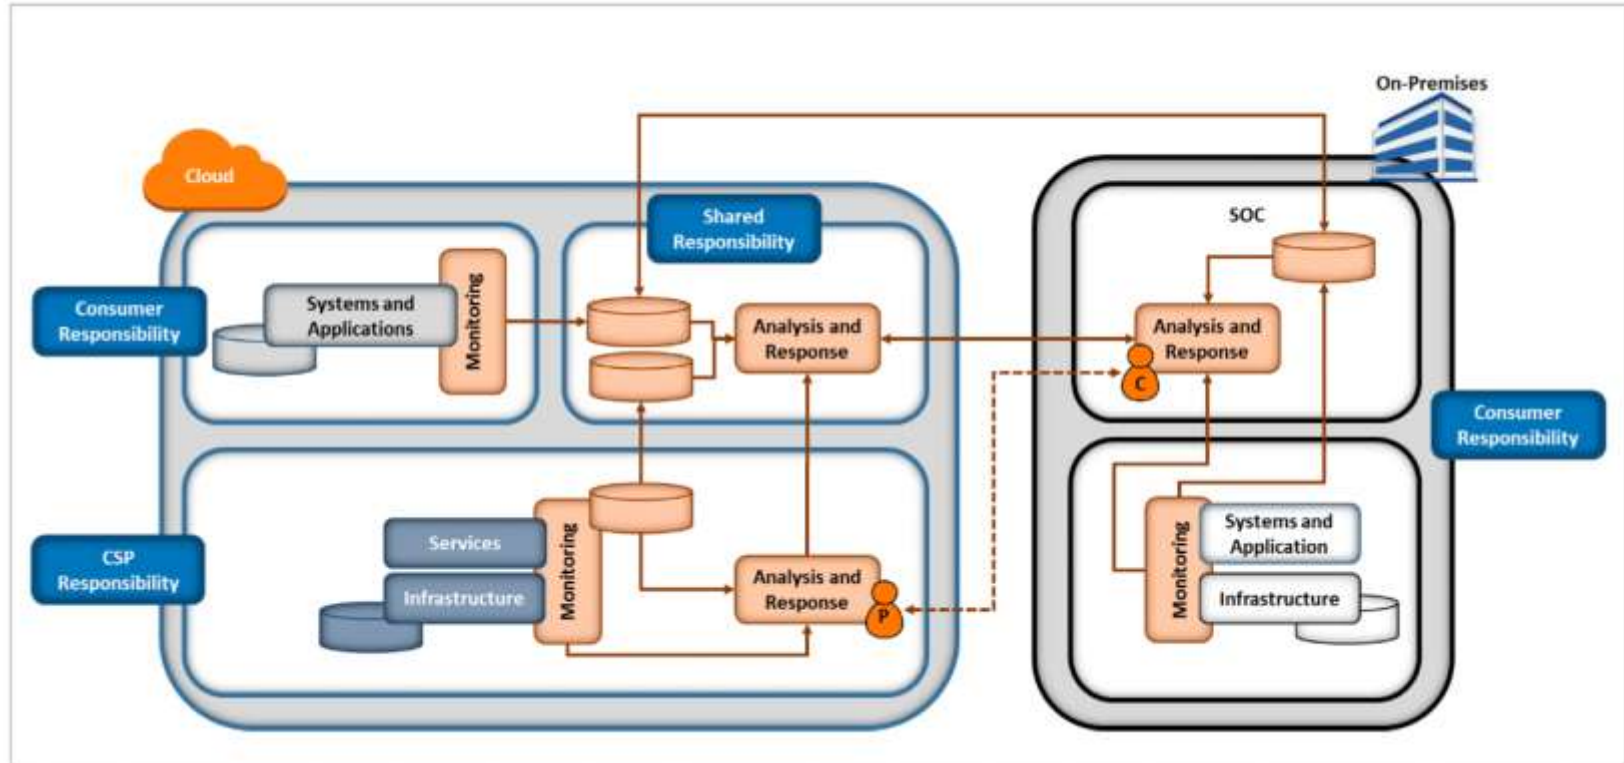 On-Premises
Cloud
Shared
Responsibility
SOC
Consumer
Responsibility
Systems and
Applications
Monitoring
Analysis and
Response
Analysis and
Response
C
Consumer
Responsibility
CSP
Responsibility
Services
Infrastructure
Monitoring
Analysis and
Response
P
Monitoring
Systems and
Application
Infrastructure